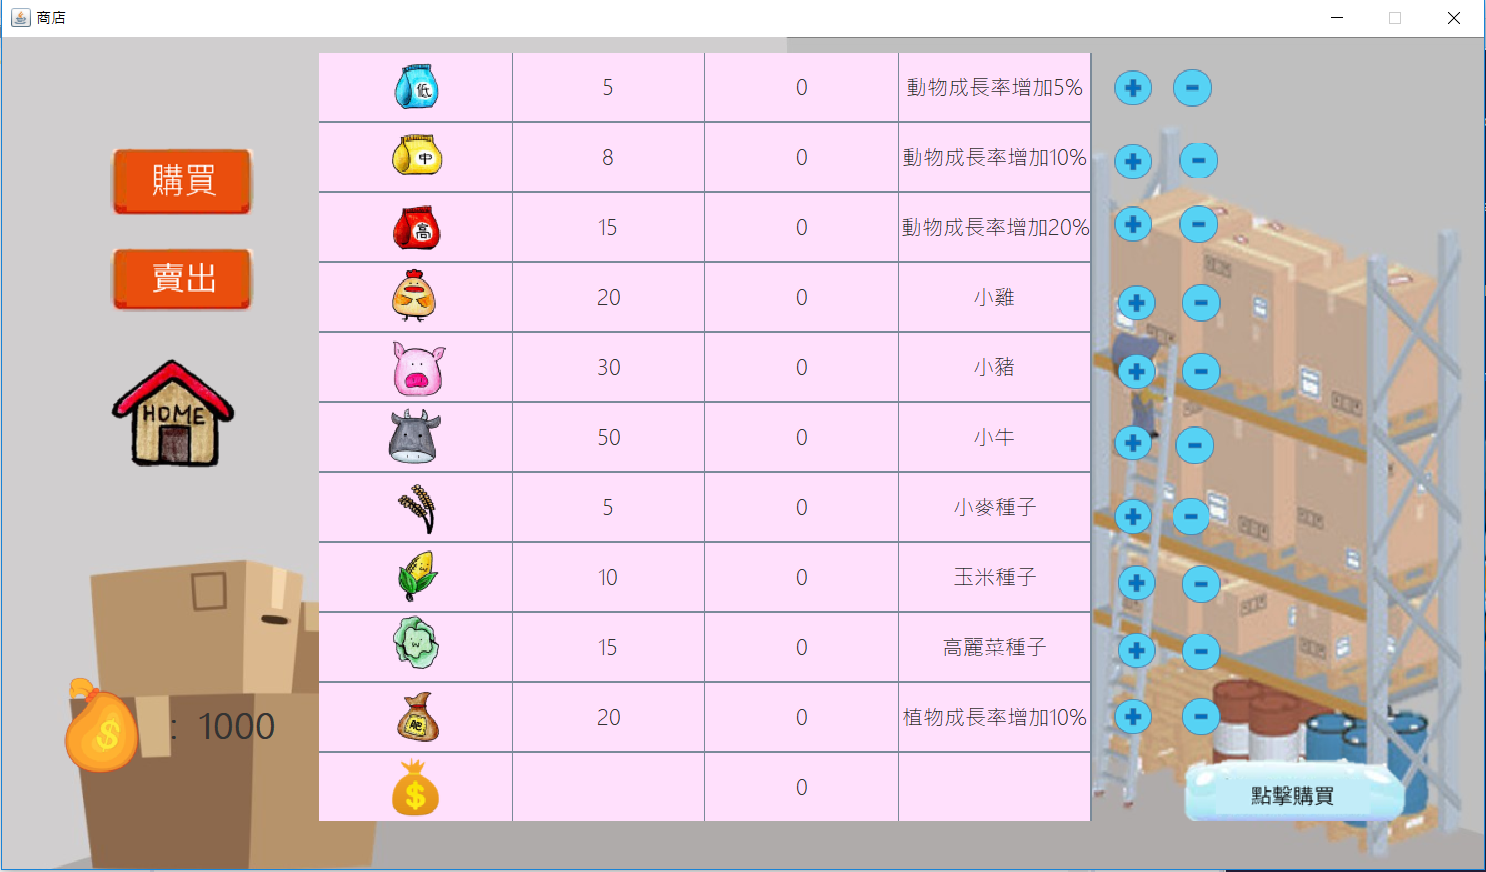 商店
低 5 0 動物成長率增加5%
中 8 0 動物成長率增加10%
高 15 0 動物成長率增加20%
20 0 小雞
30 0 小豬
50 0 小牛
5 0 小麥種子
10 0 玉米種子
15 0 高麗菜種子
肥 20 0 植物成長率增加10%
$ 0
購買
賣出
HOME
$ : 1000
點擊購買